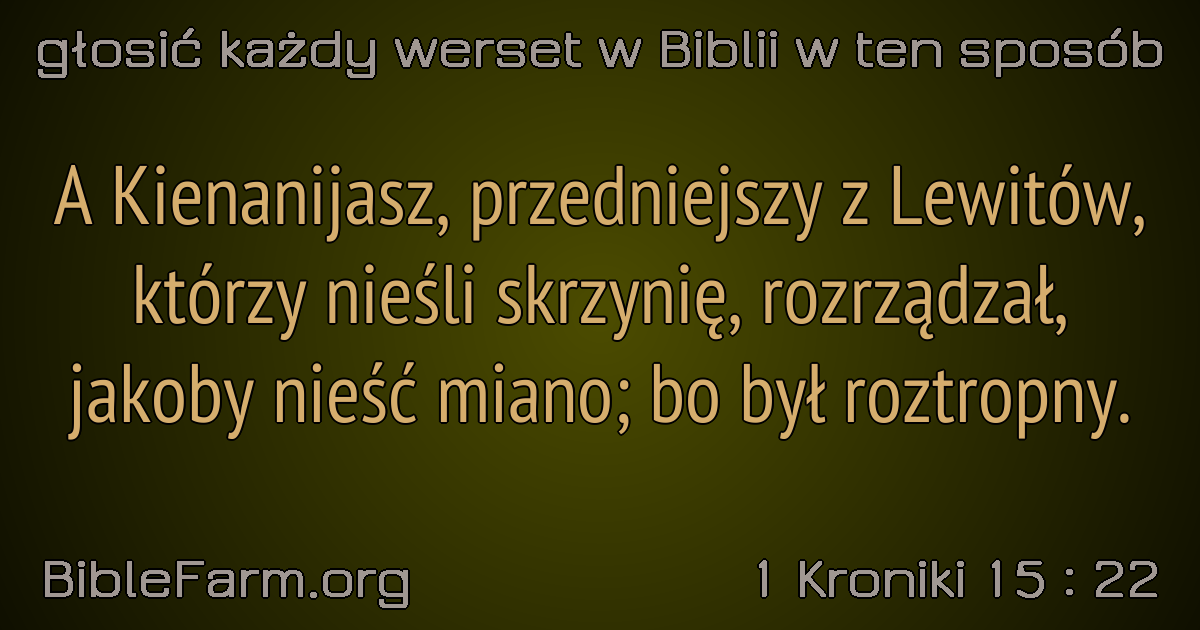 głosić każdy werset w Biblii w ten sposób
A Kienanijasz, przedniejszy z Lewitów,
którzy nieśli skrzynię, rozrządzał,
jakoby nieść miano; bo był roztropny.
BibleFarm.org
1 Kroniki 15 : 22